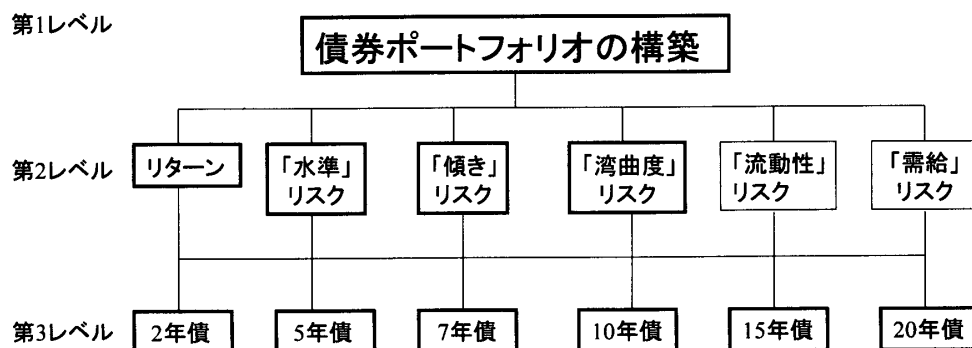 第1レベル
債券ポートフォリオの構築
第2レベル
リターン
「水準」
リスク
「傾き」
リスク
「湾曲度」
リスク
「流動性」
リスク
「需給」
リスク
第3レベル
2年債
5年債
7年債
10年債
15年債
20年債